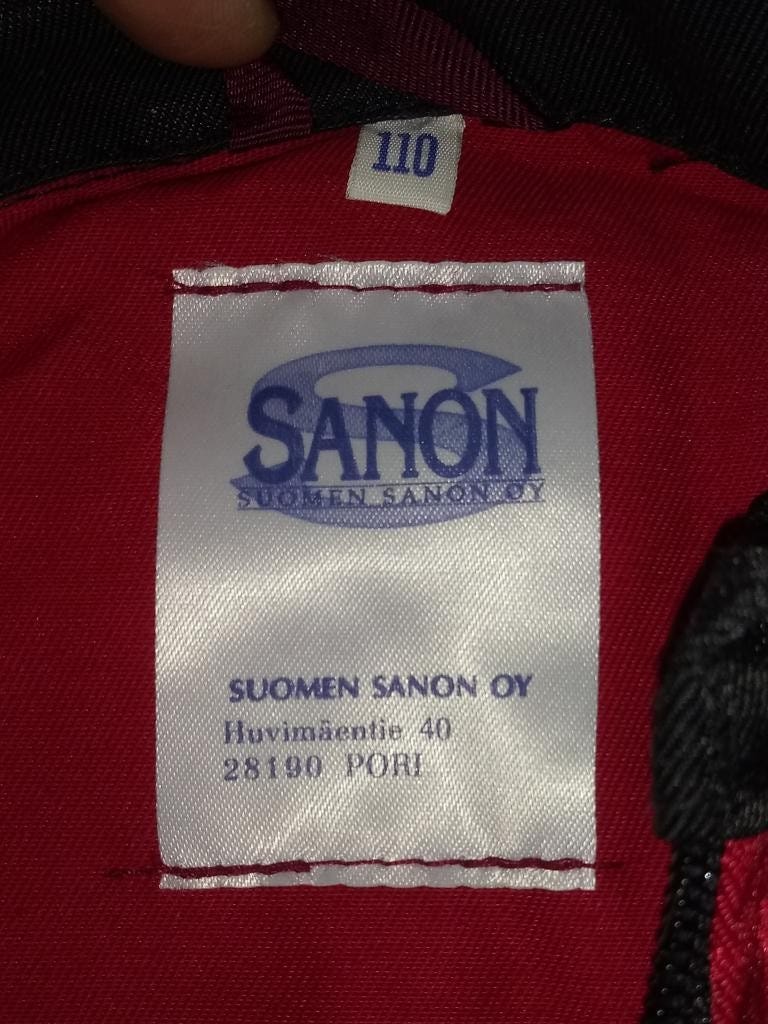 110
SANON
SUOMEN SANON OY
SUOMEN SANON OY
Huvimäentie 40
28190 PORI